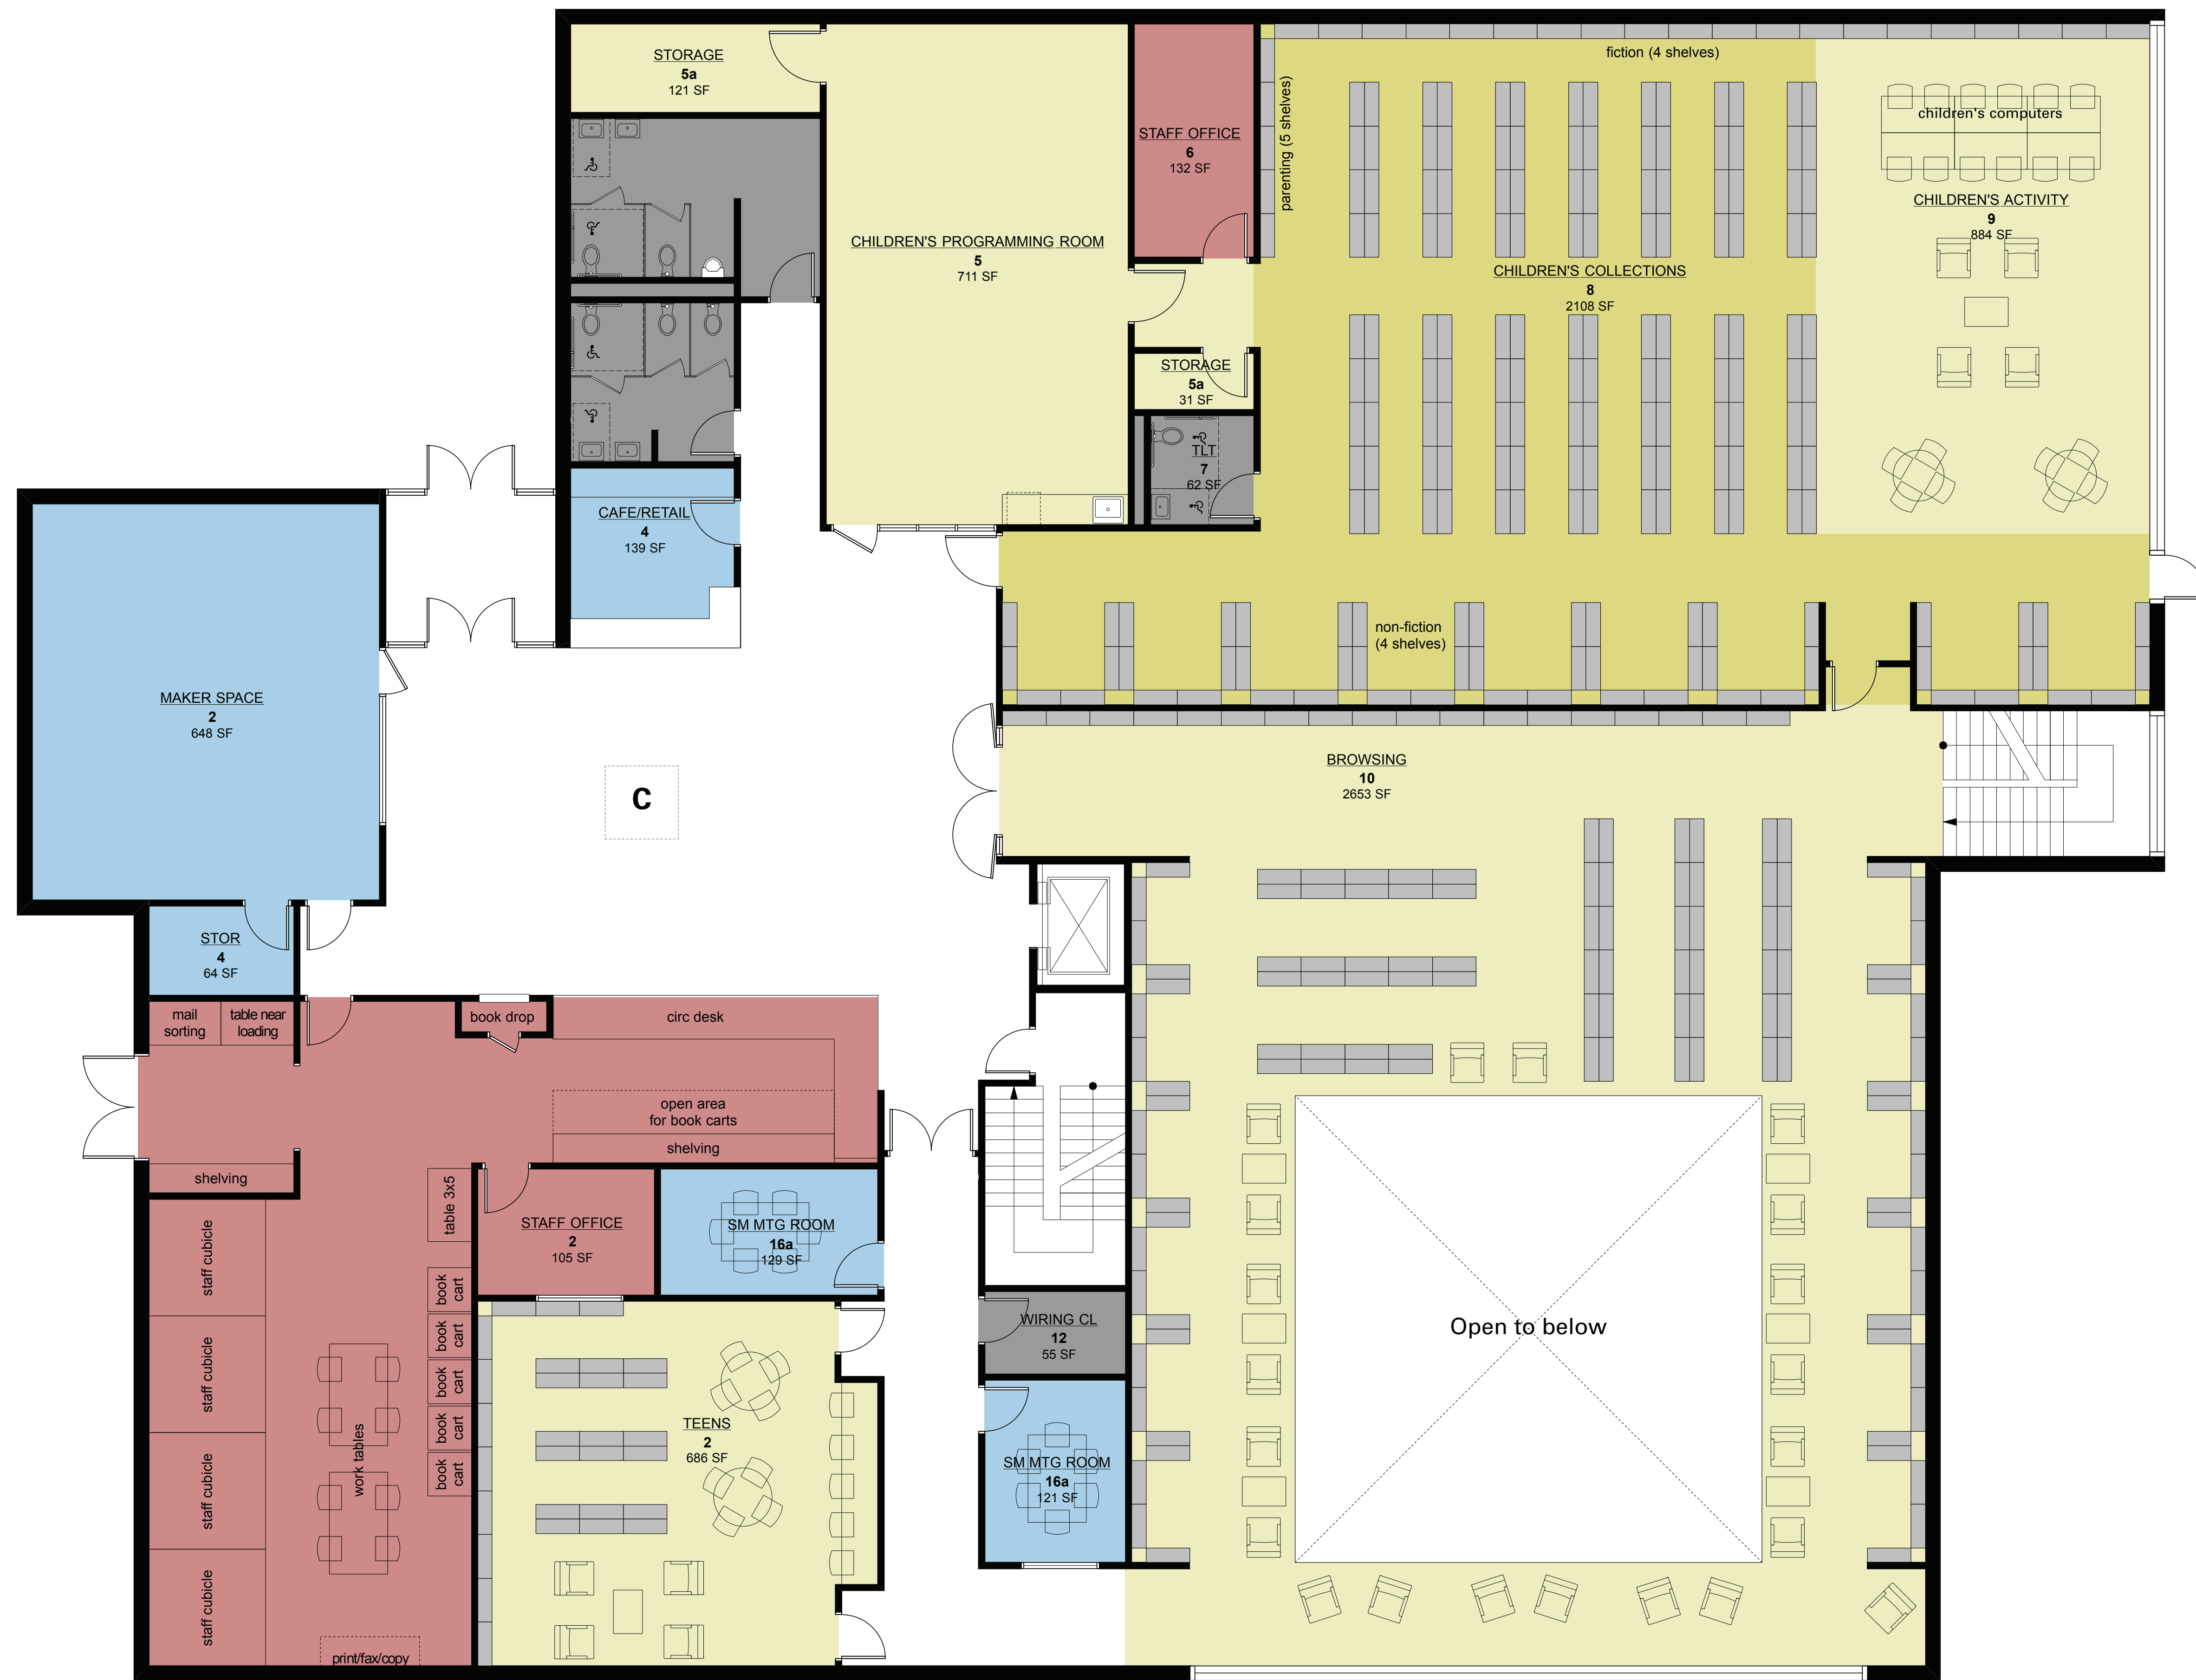 STORAGE
5a
121 SF
STAFF OFFICE
6
132 SF
parenting (5 shelves)
fiction (4 shelves)
children's computers
CHILDREN'S ACTIVITY
9
884 SF
CHILDREN'S PROGRAMMING ROOM
5
711 SF
CHILDREN'S COLLECTIONS
8
2108 SF
STORAGE
5a
31 SF
TLT
7
62 SF
CAFE/RETAIL
4
139 SF
non-fiction
(4 shelves)
MAKER SPACE
2
648 SF
C
BROWSING
10
2653 SF
STOR
4
64 SF
mail
sorting
table near
loading
book drop
circ desk
open area
for book carts
shelving
shelving
table 3x5
STAFF OFFICE
2
105 SF
SM MTG ROOM
16a
129 SF
staff cubicle
staff cubicle
staff cubicle
staff cubicle
book
cart
book
cart
book
cart
book
cart
book
cart
work tables
print/fax/copy
TEENS
2
686 SF
WIRING CL
12
55 SF
SM MTG ROOM
16a
121 SF
Open to below